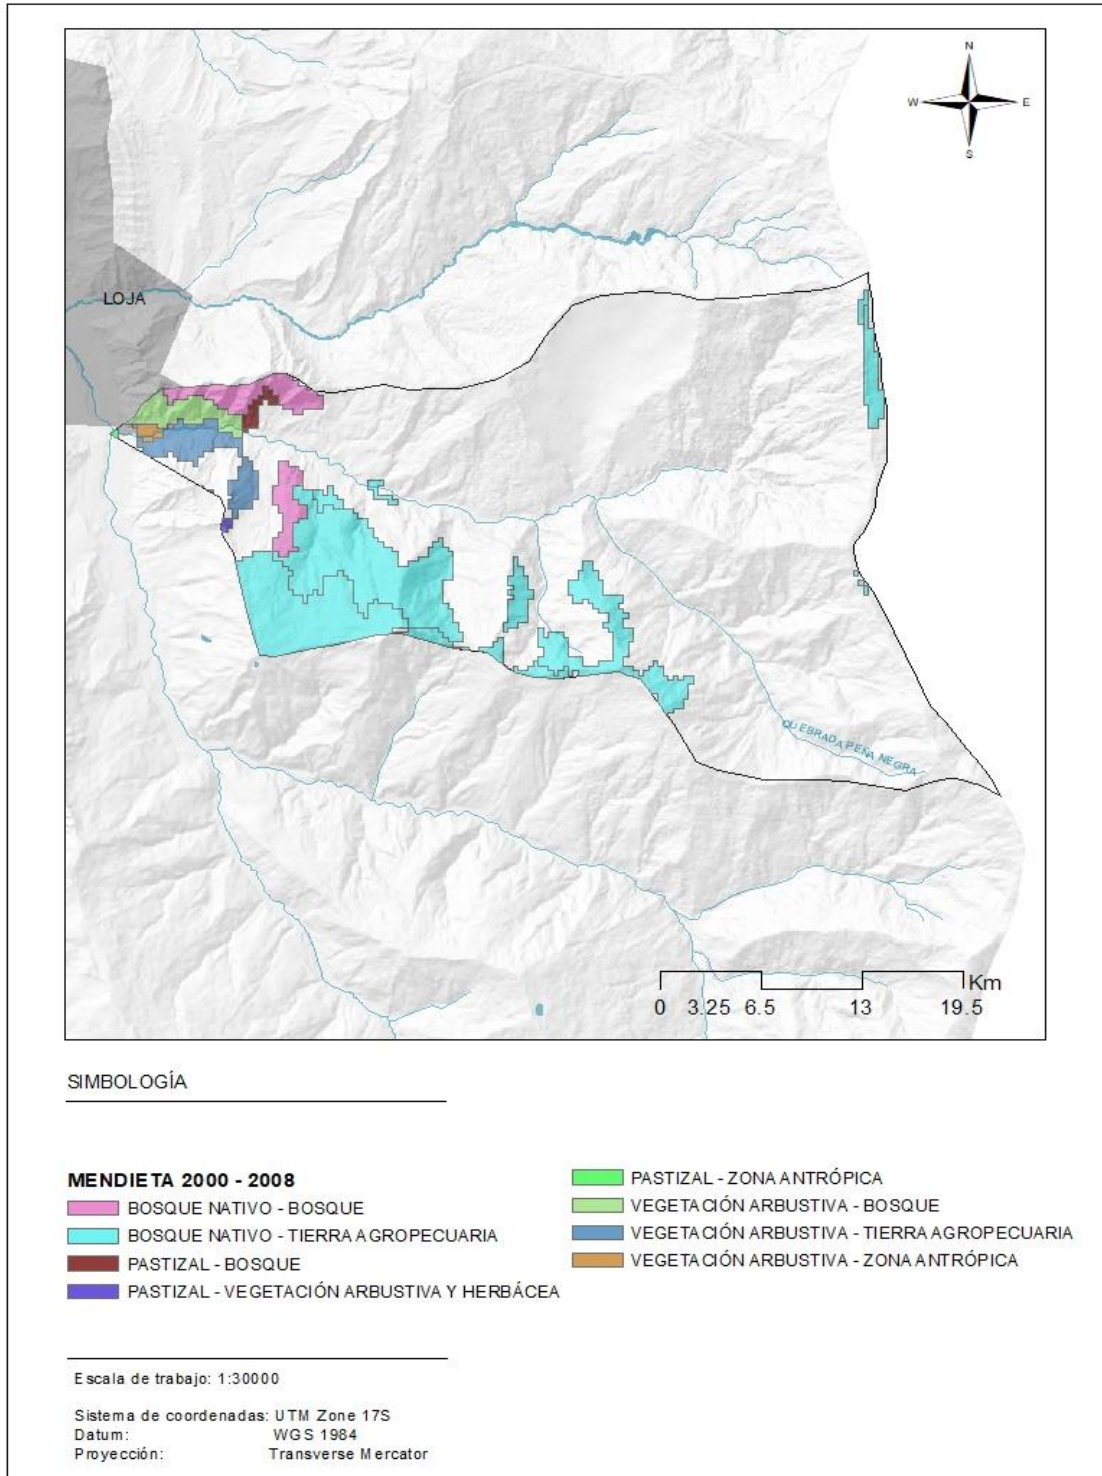 N
W E
S
LOJA
QUEBRADA PEÑA NEGRA
Km
0 3.25 6.5 13 19.5
SIMBOLOGÍA
MENDIETA 2000 - 2008
BOSQUE NATIVO - BOSQUE
BOSQUE NATIVO - TIERRA AGROPECUARIA
PASTIZAL - BOSQUE
PASTIZAL - VEGETACIÓN ARBUSTIVA Y HERBÁCEA
PASTIZAL - ZONA ANTRÓPICA
VEGETACIÓN ARBUSTIVA - BOSQUE
VEGETACIÓN ARBUSTIVA - TIERRA AGROPECUARIA
VEGETACIÓN ARBUSTIVA - ZONA ANTRÓPICA
Escala de trabajo: 1:30000
Sistema de coordenadas: UTM Zone 17S
Datum: WGS 1984
Proyección: Transverse Mercator